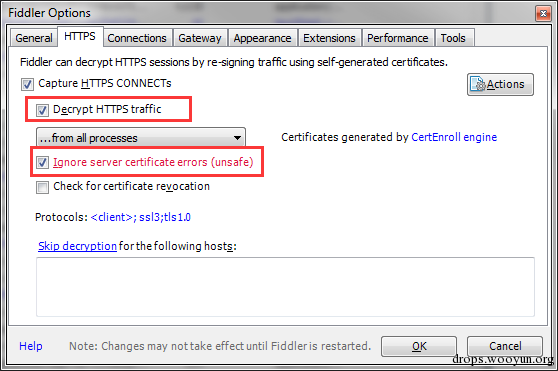 Fiddler Options
General HTTPS Connections Gateway Appearance Extensions Performance Tools
Fiddler can decrypt HTTPS sessions by re-signing traffic using self-generated certificates.
Capture HTTPS CONNECTs
Actions
Decrypt HTTPS traffic
...from all processes
Certificates generated by CertEnroll engine
Ignore server certificate errors (unsafe)
Check for certificate revocation
Protocols: <client>; ssl3;tls1.0
Skip decryption for the following hosts:
Help Note: Changes may not take effect until Fiddler is restarted. OK Cancel
drops.wooyun.org